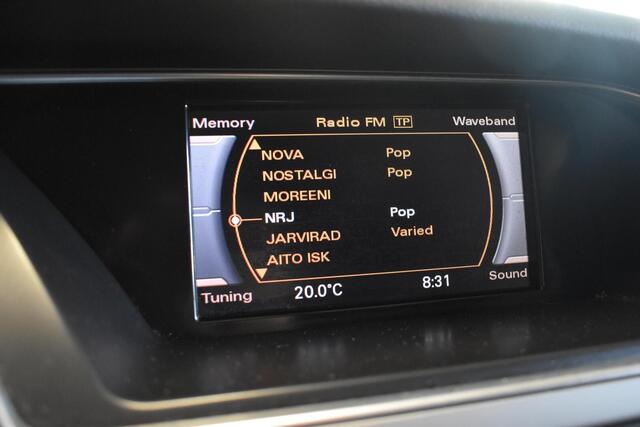 Memory Radio FM TP Waveband
NOVA Pop
NOSTALGI Pop
MOREENI
NRJ Pop
JARVIRAD Varied
AITO ISK
Tuning 20.0°C 8:31 Sound